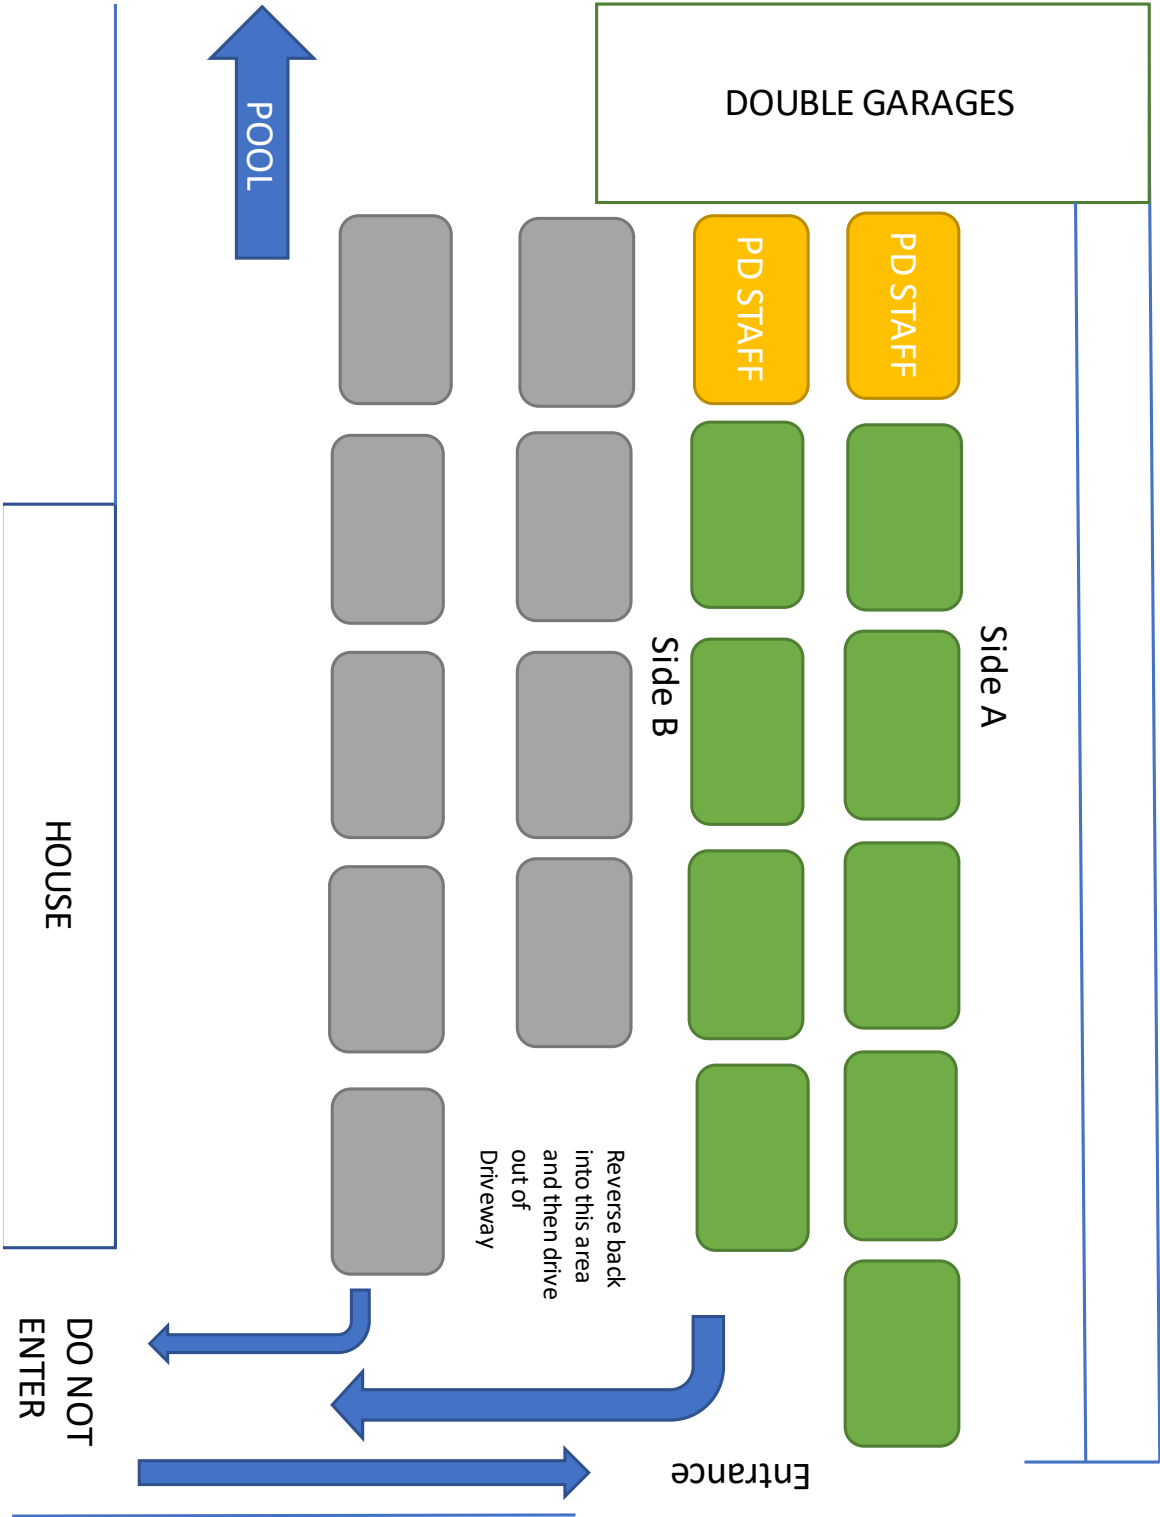 DOUBLE GARAGES
POOL
PD STAFF
PD STAFF
Side A
Side B
HOUSE
Reverse back
into this area
and then drive
out of
Driveway
DO NOT
ENTER
Entrance